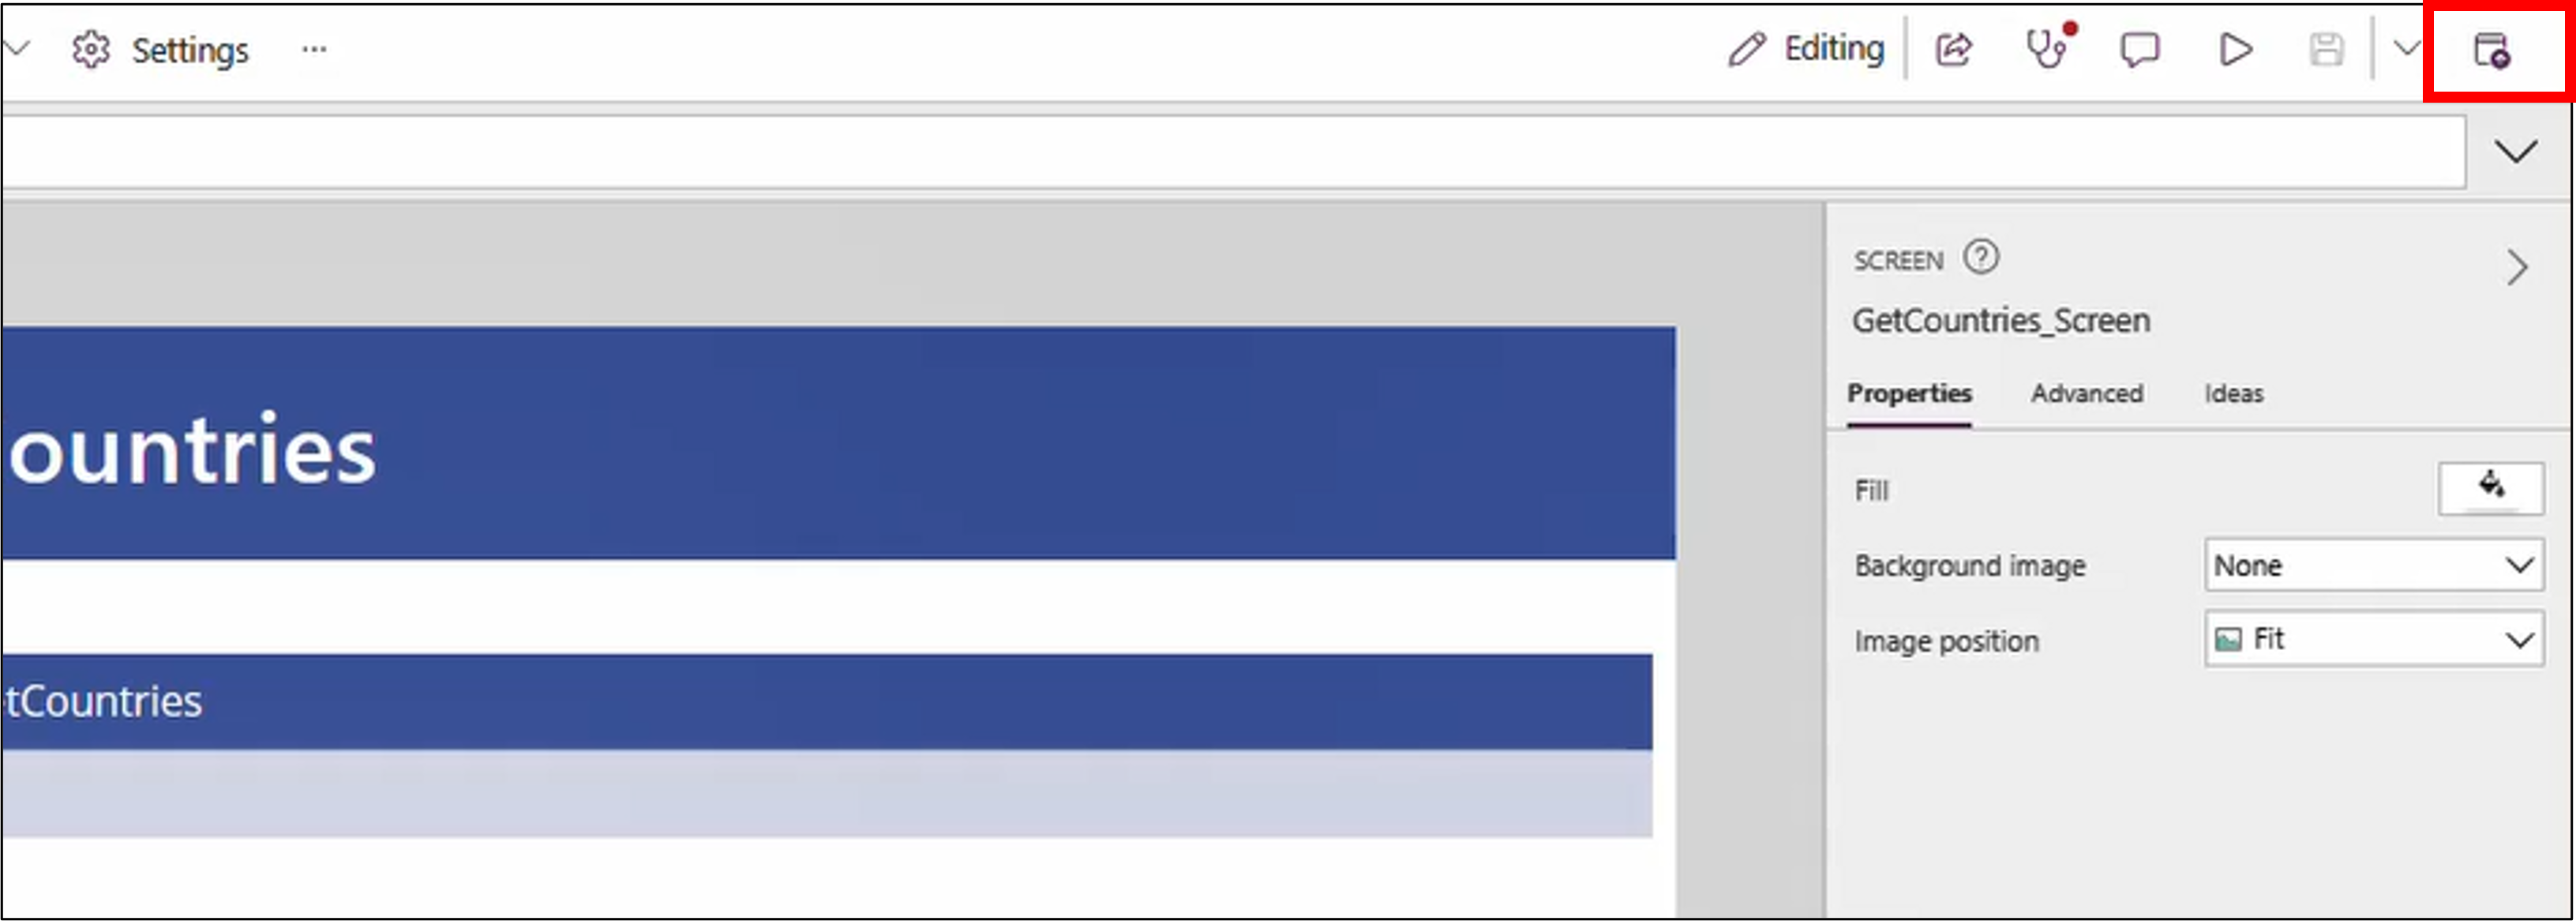 Settings ...
Editing
SCREEN ?
GetCountries_Screen
Properties Advanced Ideas
ountries
Fill
Background image None
Image position Fit
tCountries